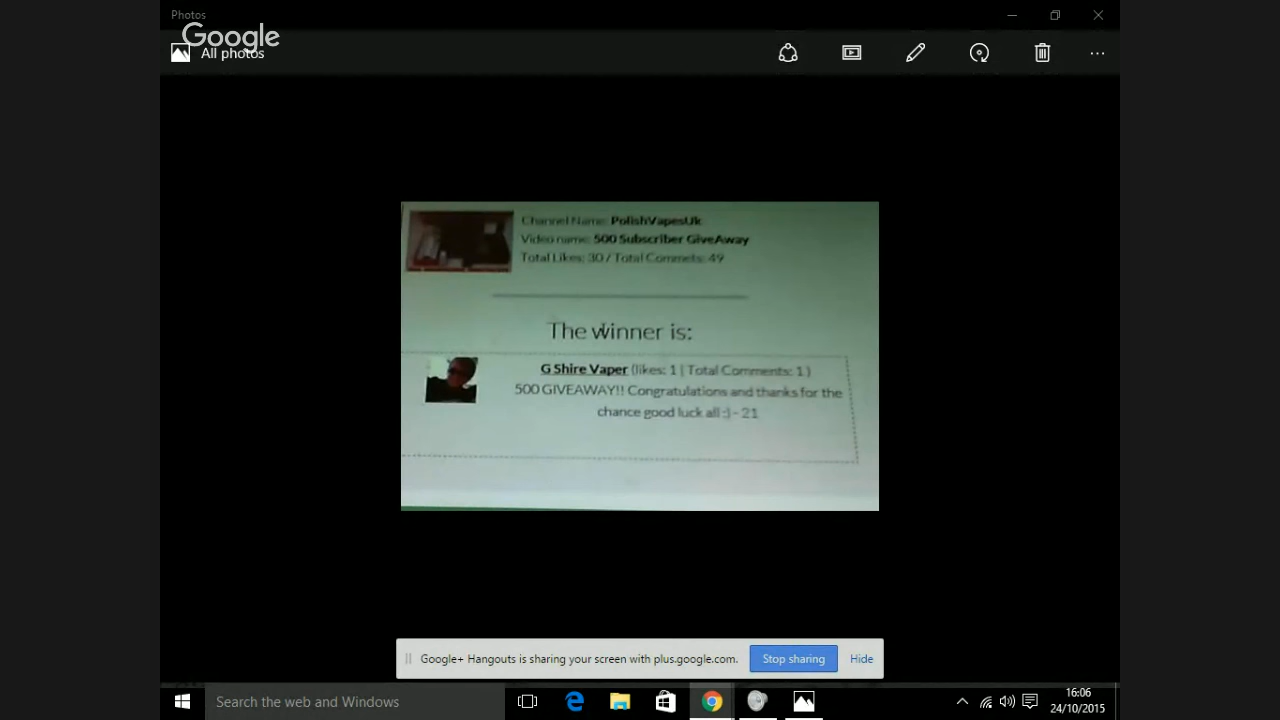 Photos
Google
All photos
Channel Name: PolishVapesUk
Video name: 500 Subscriber GiveAway
Total Likes: 30 / Total Commets: 49
The winner is:
G Shire Vaper (likes: 1 | Total Comments: 1 )
500 GIVEAWAY!! Congratulations and thanks for the
chance good luck all :) - 21
Google+ Hangouts is sharing your screen with plus.google.com.
Stop sharing
Hide
Search the web and Windows
16:06
24/10/2015